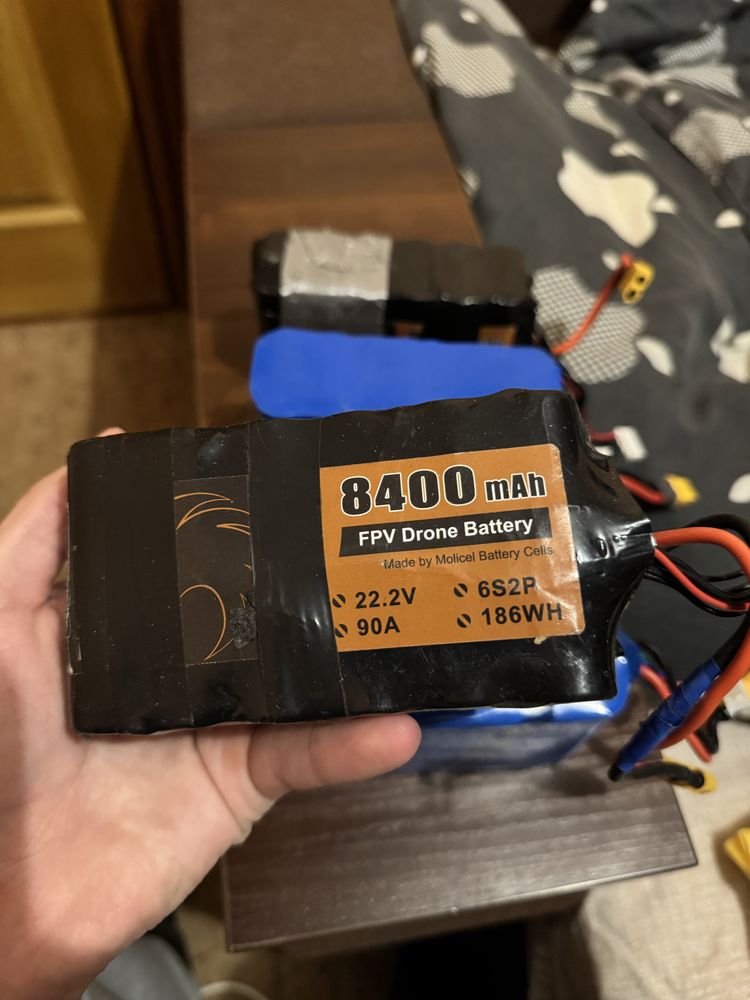 8400 mAh
FPV Drone Battery
Made by Molicel Battery Cells
22.2V 6S2P
90A 186WH